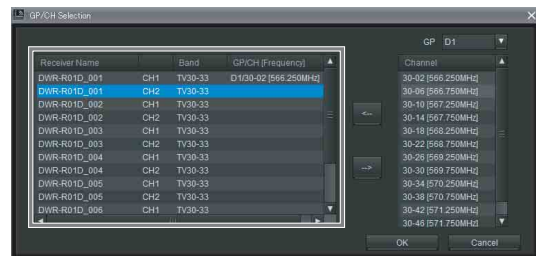 GP/CH Selection
GP D1
Receiver Name Band GP/CH [Frequency]
DWR-R01D_001 CH1 TV30-33 D1/30-02 [566.250MHz]
DWR-R01D_001 CH2 TV30-33
DWR-R01D_002 CH1 TV30-33
DWR-R01D_002 CH2 TV30-33
DWR-R01D_003 CH1 TV30-33
DWR-R01D_003 CH2 TV30-33
DWR-R01D_004 CH1 TV30-33
DWR-R01D_004 CH2 TV30-33
DWR-R01D_005 CH1 TV30-33
DWR-R01D_005 CH2 TV30-33
DWR-R01D_006 CH1 TV30-33
<--
-->
Channel
30-02 [566.250MHz]
30-06 [566.750MHz]
30-10 [567.250MHz]
30-14 [567.750MHz]
30-18 [568.250MHz]
30-22 [568.750MHz]
30-26 [569.250MHz]
30-30 [569.750MHz]
30-34 [570.250MHz]
30-38 [570.750MHz]
30-42 [571.250MHz]
30-46 [571.750MHz]
OK Cancel